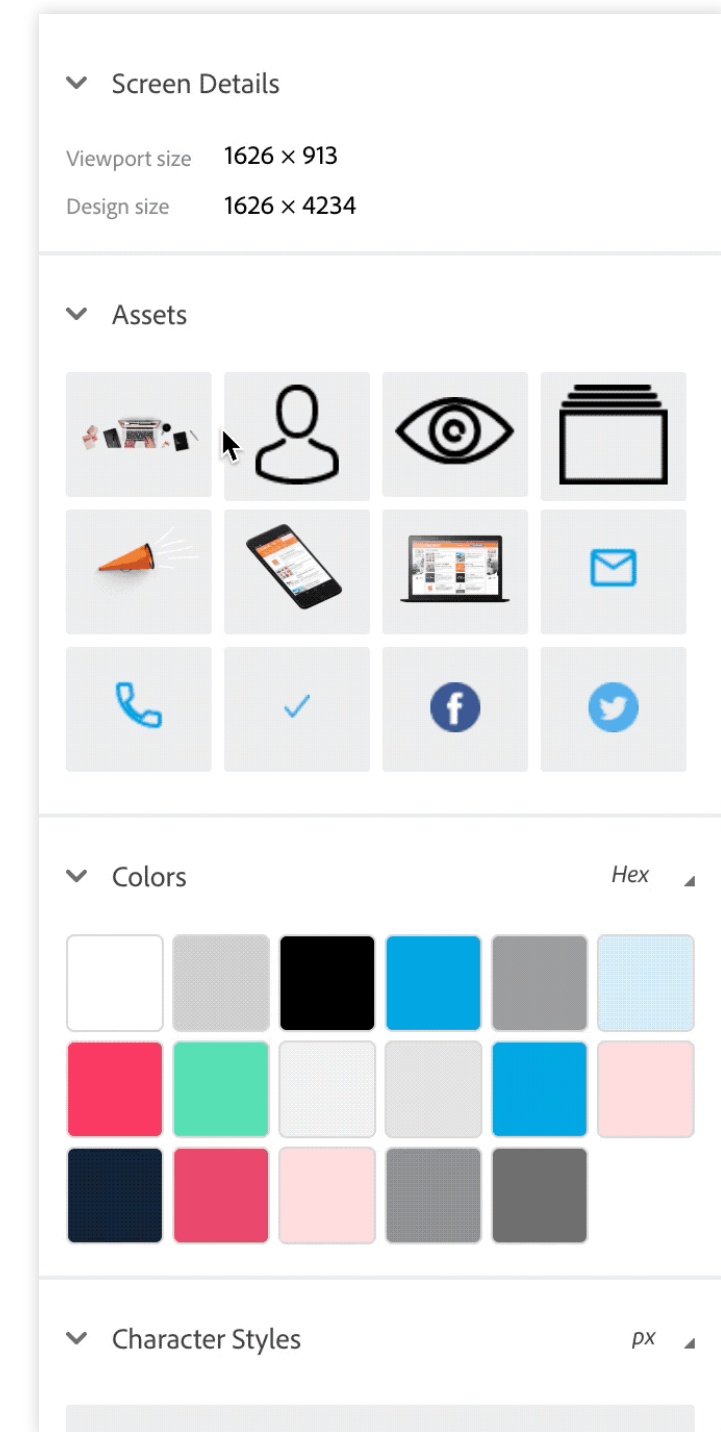 Screen Details
Viewport size 1626 × 913
Design size 1626 × 4234
Assets
Colors Hex
Character Styles px